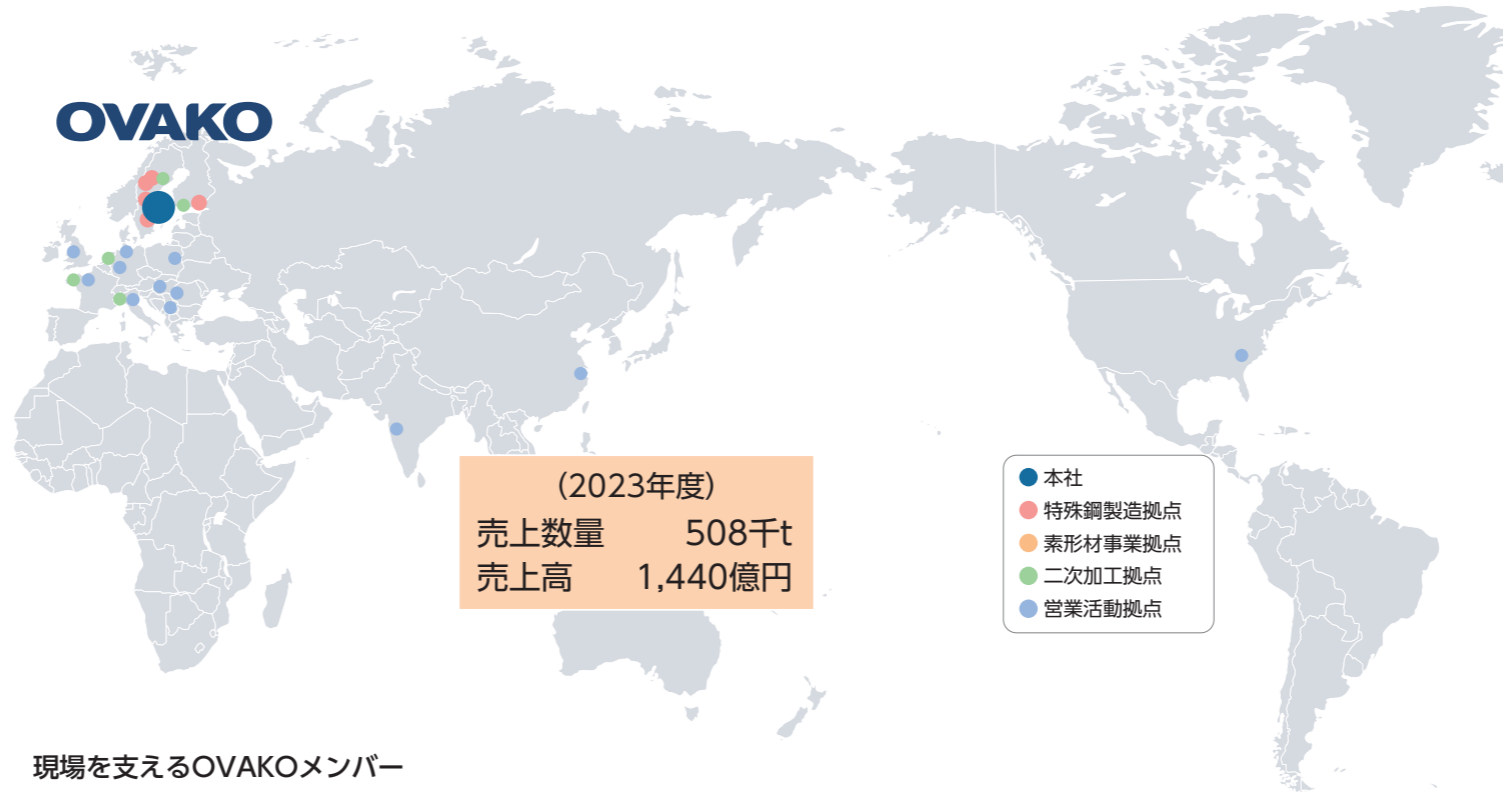 OVAKO
(2023年度)
売上数量 508千t
売上高 1,440億円
本社
特殊鋼製造拠点
素形材事業拠点
二次加工拠点
営業活動拠点
現場を支えるOVAKOメンバー